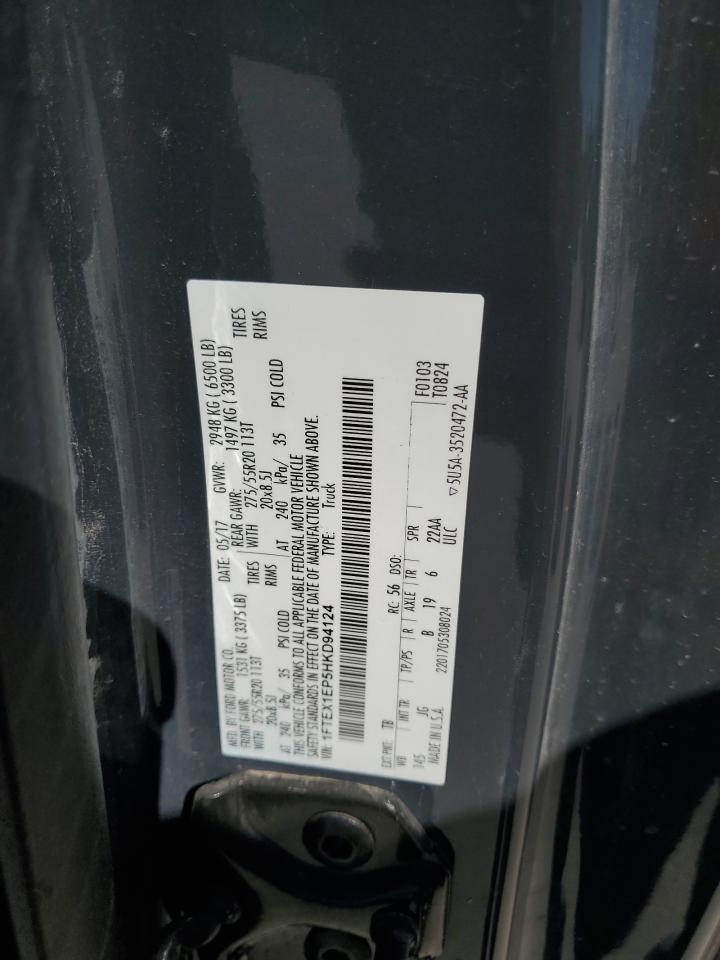 MFD. BY FORD MOTOR CO. DATE: 05/17 GVWR: 2948 KG ( 6500 LB)
FRONT GAWR: 1531 KG ( 3375 LB) REAR GAWR: 1497 KG ( 3300 LB)
WITH 275/55R20 113T TIRES WITH 275/55R20 113T TIRES
20x8.5J RIMS 20x8.5J RIMS
AT 240 kPa/ 35 PSI COLD AT 240 kPa/ 35 PSI COLD
THIS VEHICLE CONFORMS TO ALL APPLICABLE FEDERAL MOTOR VEHICLE
SAFETY STANDARDS IN EFFECT ON THE DATE OF MANUFACTURE SHOWN ABOVE.
VIN: 1FTEX1EP5HKD94124 TYPE: Truck
F0103
T0824
EXT PNT: TB RC: 56 DSO:
WB INT TR TP/PS R AXLE TR SPR
145 JG B 19 6 22AA
MADE IN U.S.A. 2201705308024 ULC
▽5U5A-3520472-AA